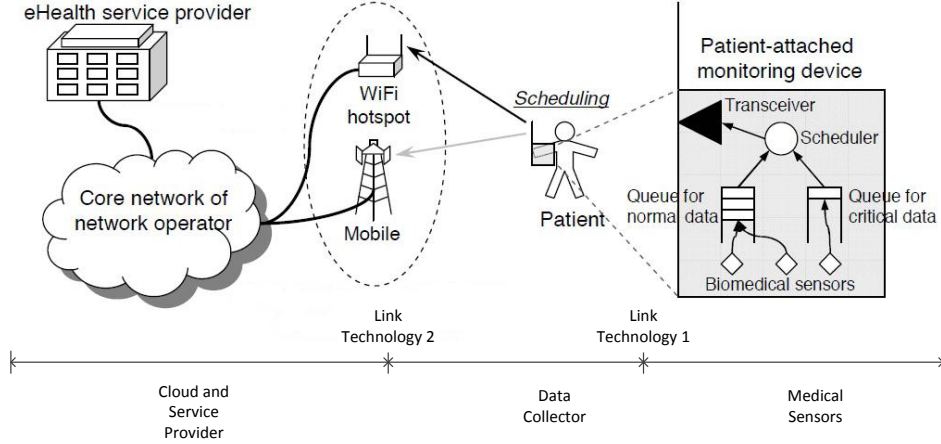 eHealth service provider
Core network of
network operator
WiFi
hotspot
Mobile
Scheduling
Patient
Patient-attached
monitoring device
Transceiver
Scheduler
Queue for
normal data
Queue for
critical data
Biomedical sensors
Link
Technology 2
Link
Technology 1
Cloud and
Service
Provider
Data
Collector
Medical
Sensors